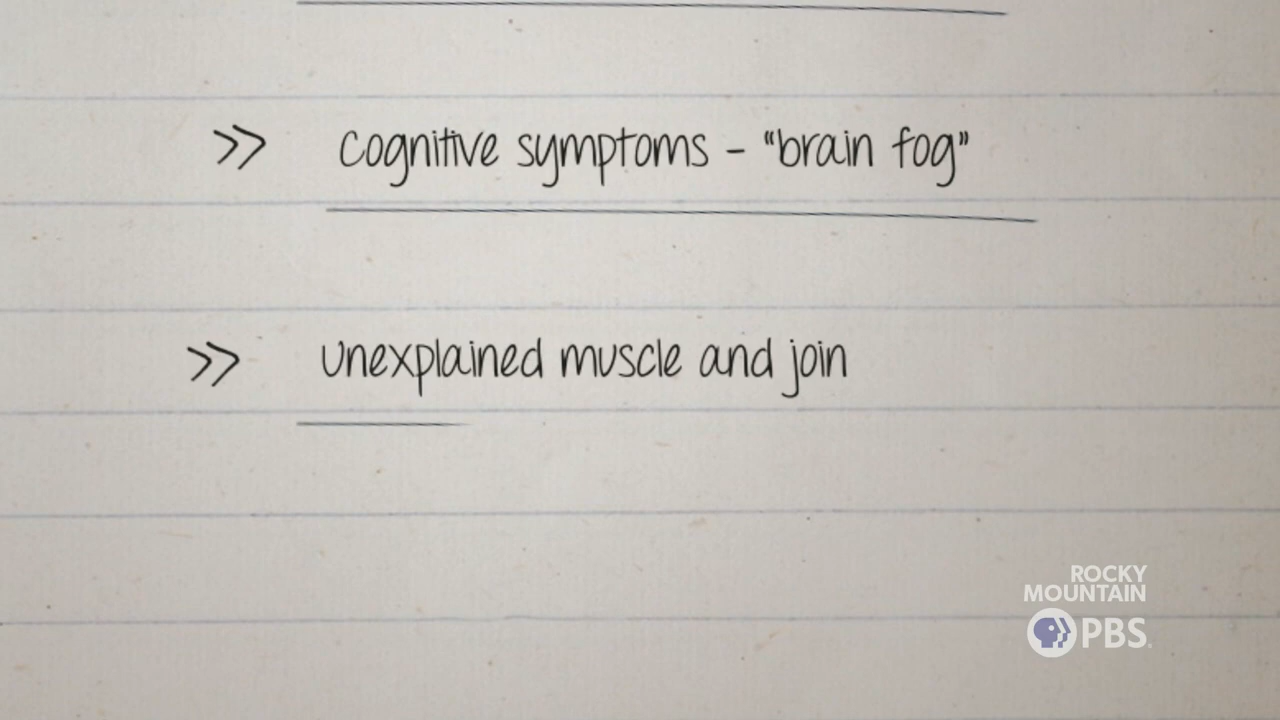 >> Cognitive symptoms - "brain fog"
>> Unexplained muscle and join
ROCKY
MOUNTAIN
PBS